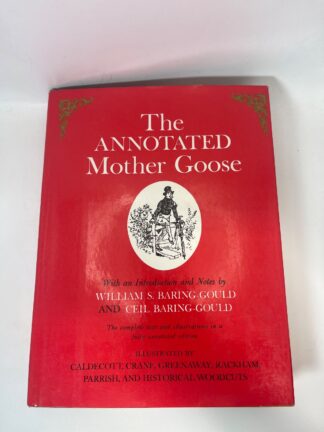 The
ANNOTATED
Mother Goose
With an Introduction and Notes by
WILLIAM S. BARING-GOULD
AND CEIL BARING-GOULD
The complete text and illustrations in a
fully annotated edition
ILLUSTRATED BY
CALDECOTT, CRANE, GREENAWAY, RACKHAM,
PARRISH, AND HISTORICAL WOODCUTS